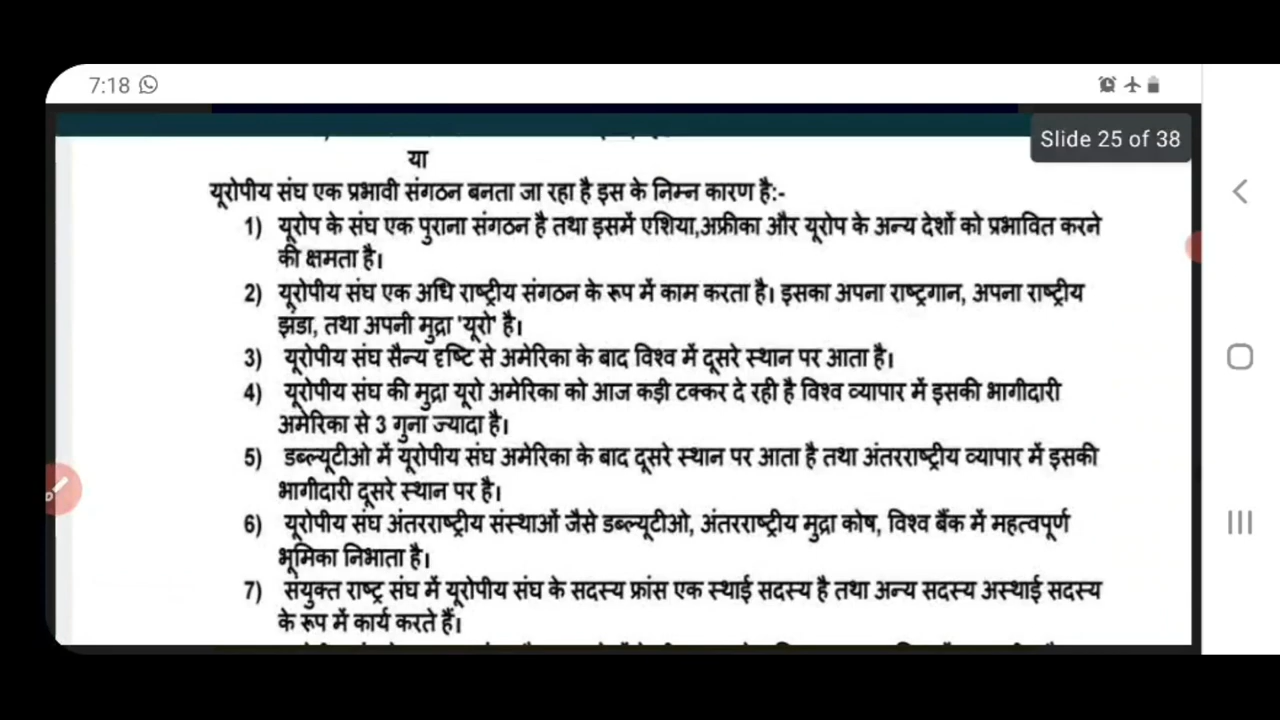 7:18
Slide 25 of 38
या
यूरोपीय संघ एक प्रभावी संगठन बनता जा रहा है इस के निम्न कारण है:-
1) यूरोप के संघ एक पुराना संगठन है तथा इसमें एशिया,अफ्रीका और यूरोप के अन्य देशों को प्रभावित करने
की क्षमता है।
2) यूरोपीय संघ एक अधि राष्ट्रीय संगठन के रूप में काम करता है। इसका अपना राष्ट्रगान, अपना राष्ट्रीय
झंडा, तथा अपनी मुद्रा 'यूरो' है।
3) यूरोपीय संघ सैन्य दृष्टि से अमेरिका के बाद विश्व में दूसरे स्थान पर आता है।
4) यूरोपीय संघ की मुद्रा यूरो अमेरिका को आज कड़ी टक्कर दे रही है विश्व व्यापार में इसकी भागीदारी
अमेरिका से 3 गुना ज्यादा है।
5) डब्ल्यूटीओ में यूरोपीय संघ अमेरिका के बाद दूसरे स्थान पर आता है तथा अंतरराष्ट्रीय व्यापार में इसकी
भागीदारी दूसरे स्थान पर है।
6) यूरोपीय संघ अंतरराष्ट्रीय संस्थाओं जैसे डब्ल्यूटीओ, अंतरराष्ट्रीय मुद्रा कोष, विश्व बैंक में महत्वपूर्ण
भूमिका निभाता है।
7) संयुक्त राष्ट्र संघ में यूरोपीय संघ के सदस्य फ्रांस एक स्थाई सदस्य है तथा अन्य सदस्य अस्थाई सदस्य
के रूप में कार्य करते हैं।